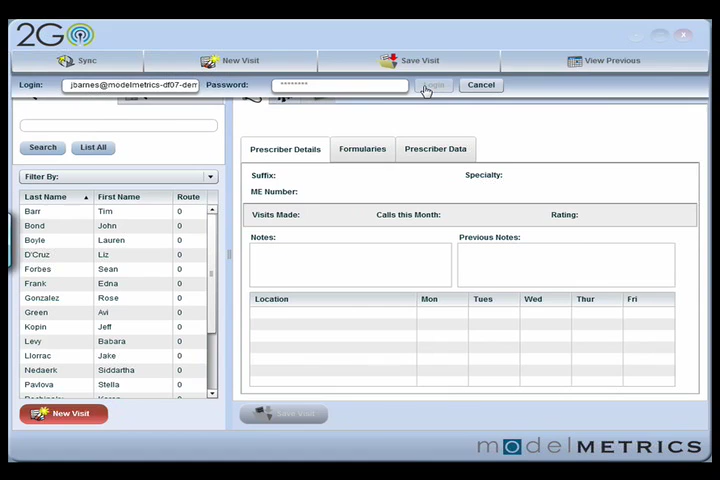 2GO
Sync
New Visit
Save Visit
View Previous
Login:
jbarnes@modelmetrics-df07-dem
Password:
********
Login
Cancel
Search
List All
Filter By:
Last Name First Name Route
Barr Tim 0
Bond John 0
Boyle Lauren 0
D'Cruz Liz 0
Forbes Sean 0
Frank Edna 0
Gonzalez Rose 0
Green Avi 0
Kopin Jeff 0
Levy Babara 0
Llorrac Jake 0
Nedaerk Siddartha 0
Pavlova Stella 0
New Visit
Prescriber Details
Formularies
Prescriber Data
Suffix: Specialty:
ME Number:
Visits Made: Calls this Month: Rating:
Notes: Previous Notes:
Location Mon Tues Wed Thur Fri
Save Visit
modelMETRICS